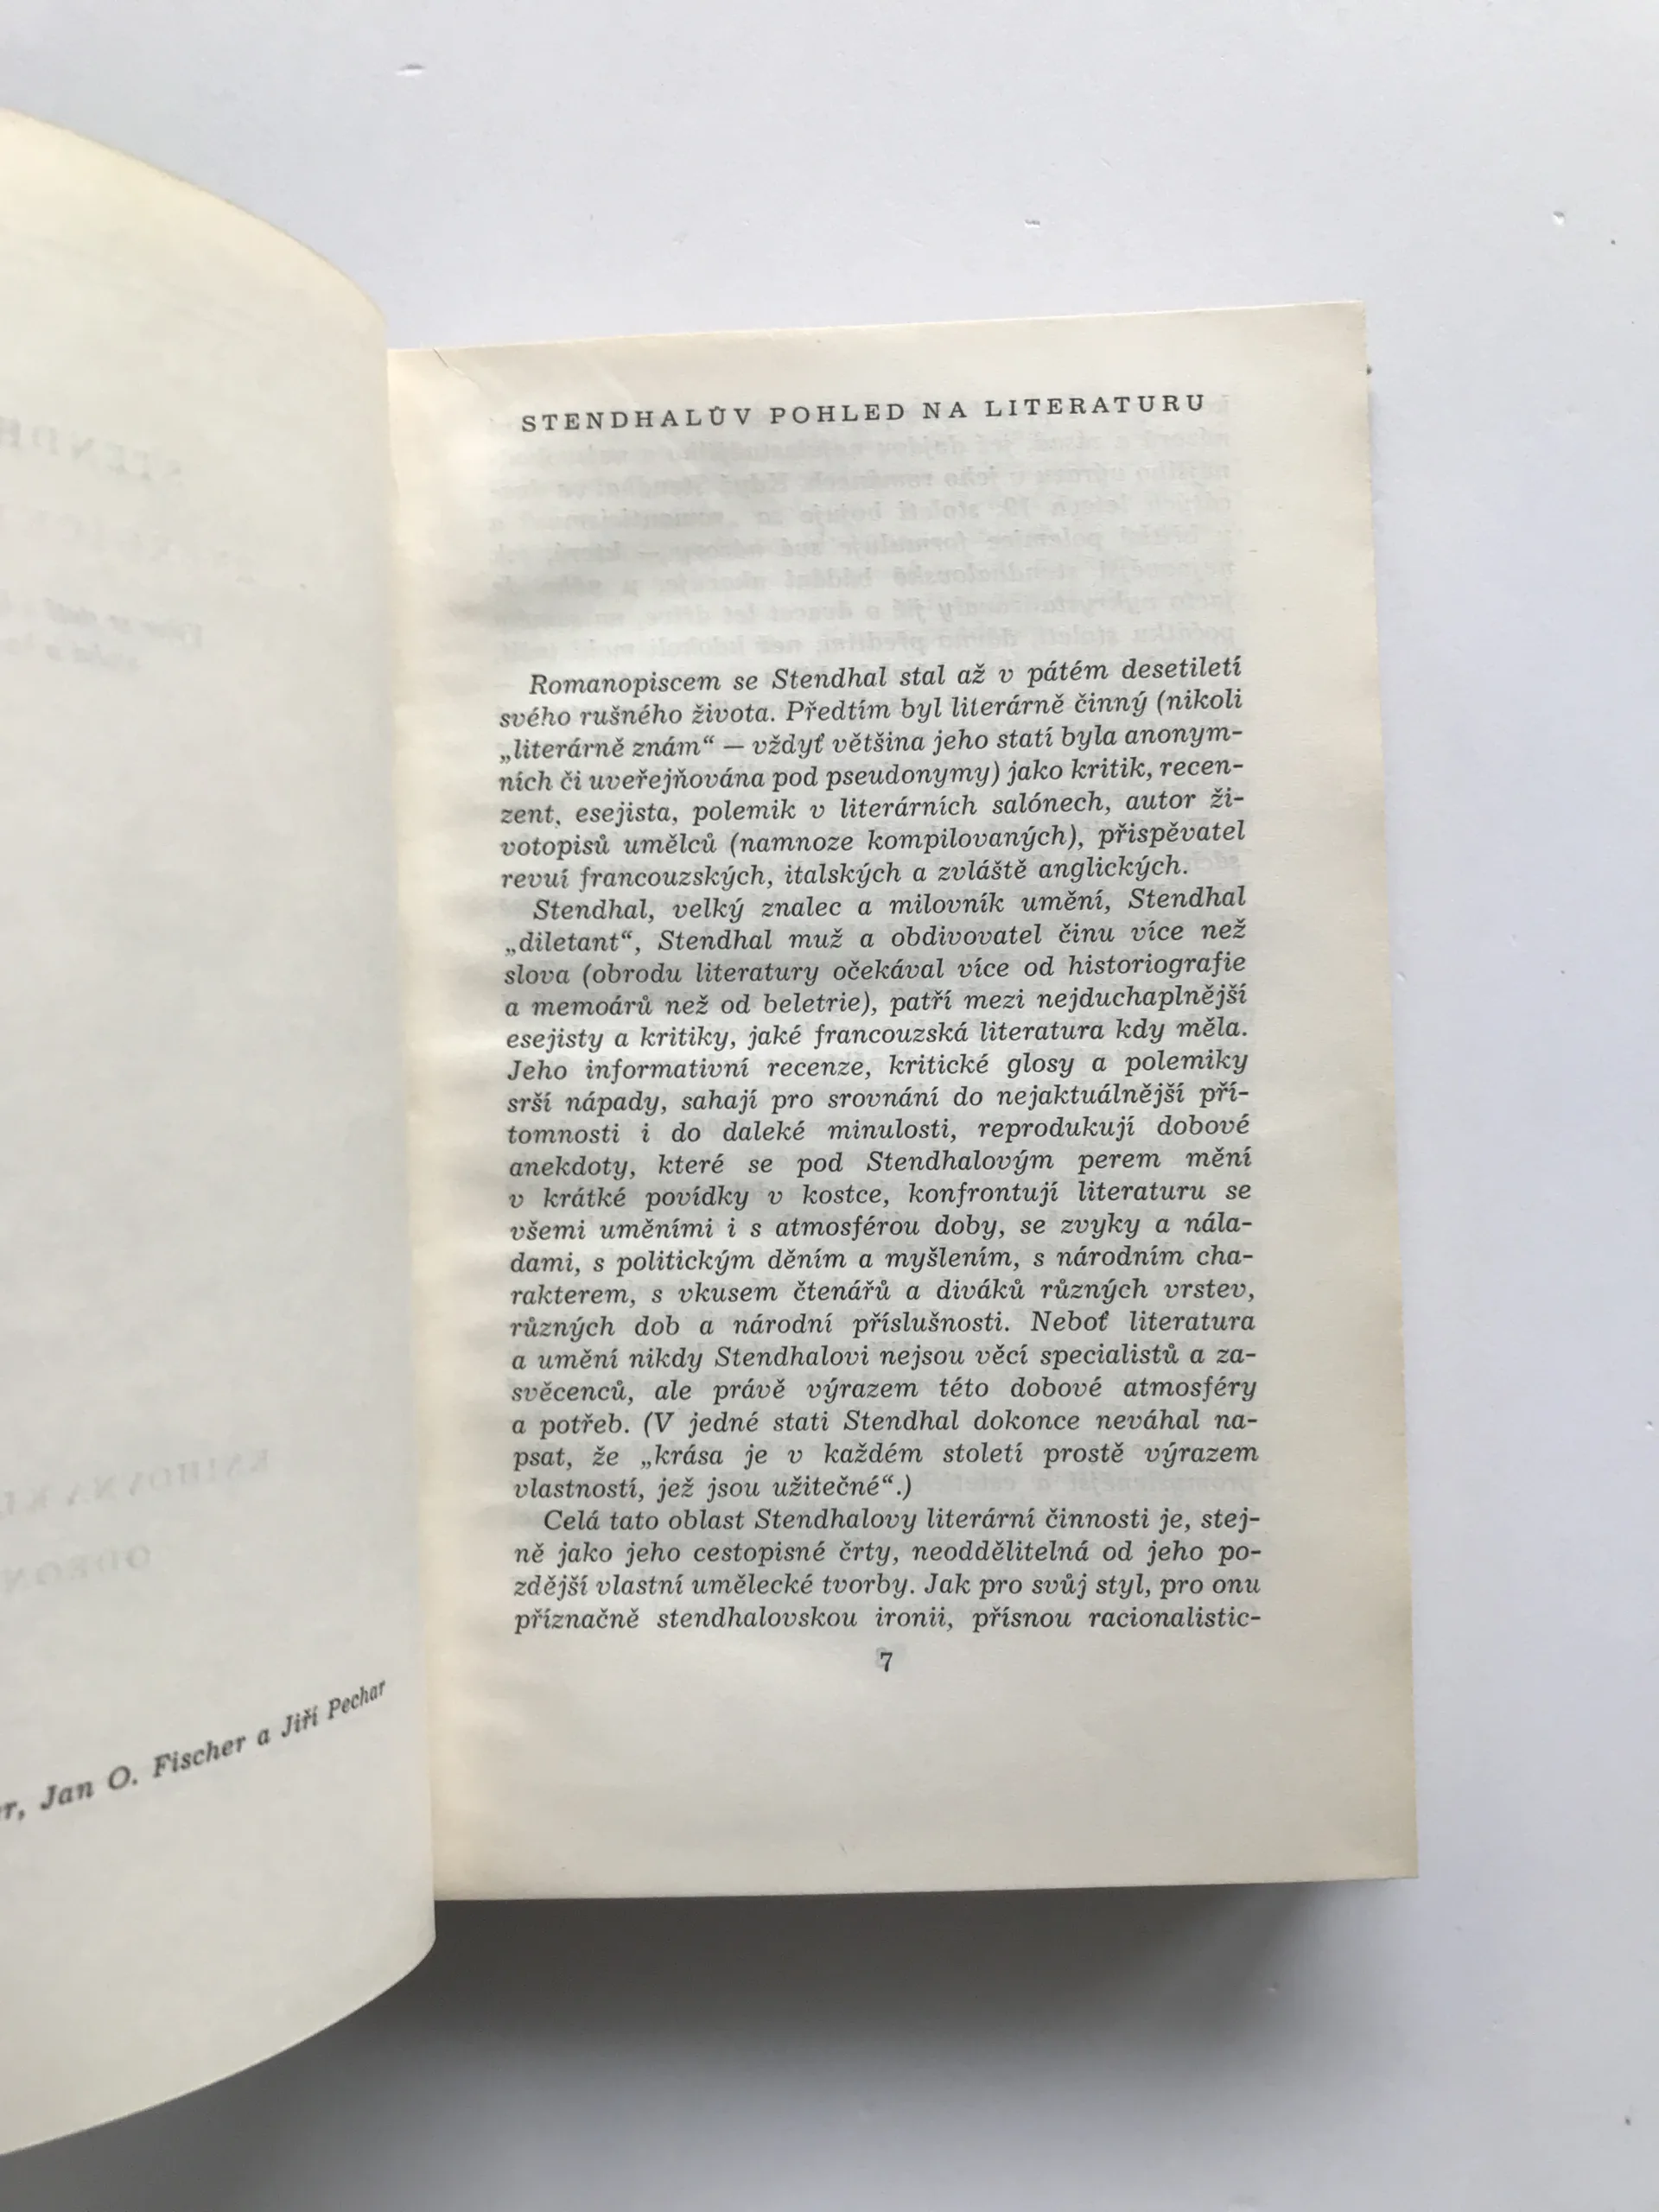 r, Jan O. Fischer a Jiří Pechar
STENDHALŮV POHLED NA LITERATURU
Romanopiscem se Stendhal stal až v pátém desetiletí
svého rušného života. Předtím byl literárně činný (nikoli
„literárně znám“ — vždyť většina jeho statí byla anonym-
ních či uveřejňována pod pseudonymy) jako kritik, recen-
zent, esejista, polemik v literárních salónech, autor ži-
votopisů umělců (namnoze kompilovaných), přispěvatel
revuí francouzských, italských a zvláště anglických.
Stendhal, velký znalec a milovník umění, Stendhal
„diletant“, Stendhal muž a obdivovatel činu více než
slova (obrodu literatury očekával více od historiografie
a memoárů než od beletrie), patří mezi nejduchaplnější
esejisty a kritiky, jaké francouzská literatura kdy měla.
Jeho informativní recenze, kritické glosy a polemiky
srší nápady, sahají pro srovnání do nejaktuálnější pří-
tomnosti i do daleké minulosti, reprodukují dobové
anekdoty, které se pod Stendhalovým perem mění
v krátké povídky v kostce, konfrontují literaturu se
všemi uměními i s atmosférou doby, se zvyky a nála-
dami, s politickým děním a myšlením, s národním cha-
rakterem, s vkusem čtenářů a diváků různých vrstev,
různých dob a národní příslušnosti. Neboť literatura
a umění nikdy Stendhalovi nejsou věcí specialistů a za-
svěcenců, ale právě výrazem této dobové atmosféry
a potřeb. (V jedné stati Stendhal dokonce neváhal na-
psat, že „krása je v každém století prostě výrazem
vlastností, jež jsou užitečné“.)
Celá tato oblast Stendhalovy literární činnosti je, stej-
ně jako jeho cestopisné črty, neoddělitelná od jeho po-
zdější vlastní umělecké tvorby. Jak pro svůj styl, pro onu
příznačně stendhalovskou ironii, přísnou racionalistic-
7